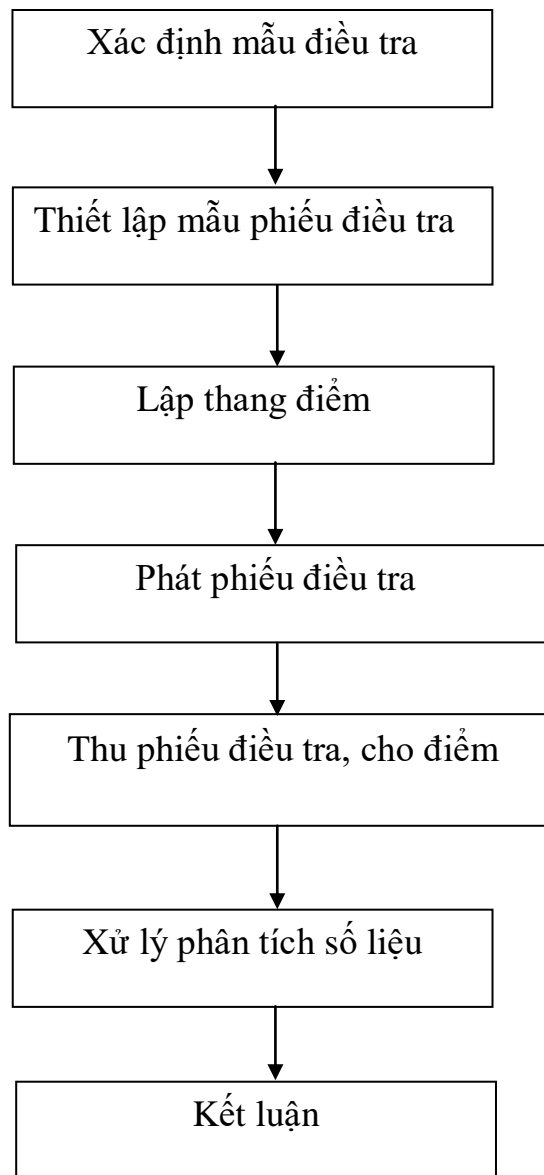 Xác định mẫu điều tra
Thiết lập mẫu phiếu điều tra
Lập thang điểm
Phát phiếu điều tra
Thu phiếu điều tra, cho điểm
Xử lý phân tích số liệu
Kết luận